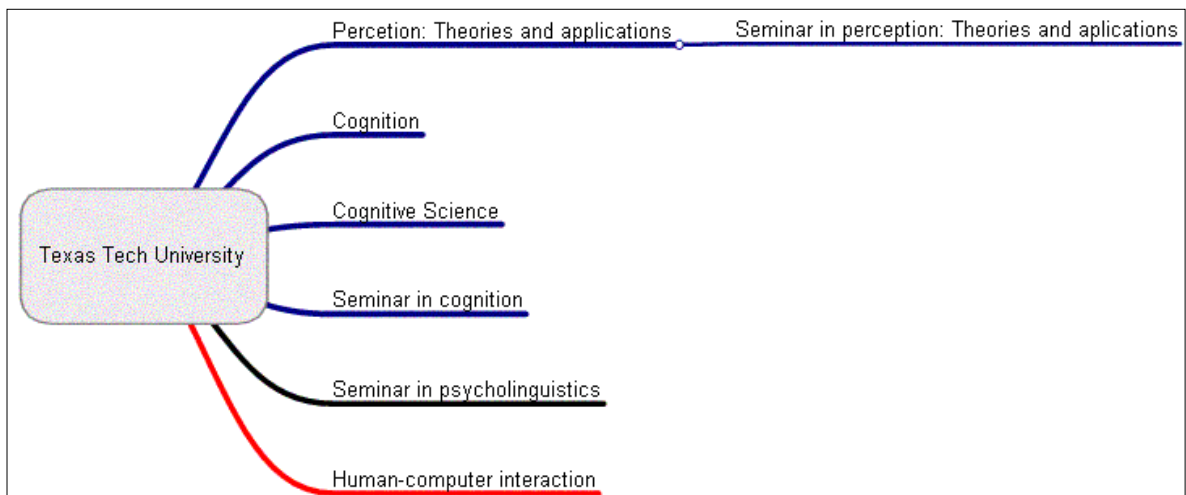 Percetion: Theories and applications
Seminar in perception: Theories and aplications
Cognition
Cognitive Science
Texas Tech University
Seminar in cognition
Seminar in psycholinguistics
Human-computer interaction